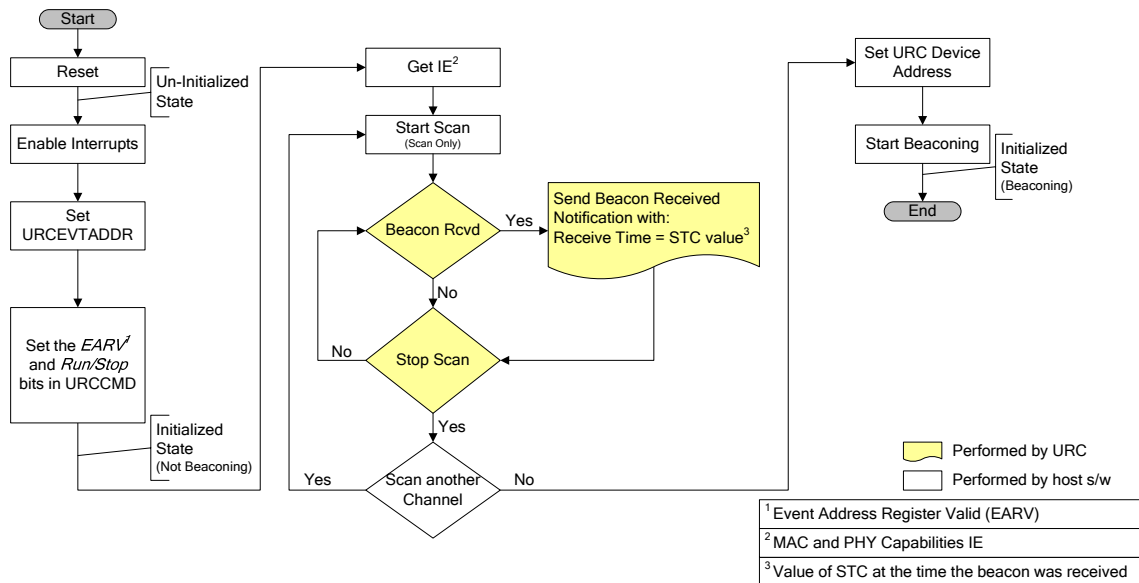 Start
Reset
Un-Initialized
State
Enable Interrupts
Set
URCEVTADDR
Set the EARV¹
and Run/Stop
bits in URCCMD
Initialized
State
(Not Beaconing)
Get IE²
Start Scan
(Scan Only)
Beacon Rcvd
Yes
Send Beacon Received
Notification with:
Receive Time = STC value³
No
Stop Scan
No
Yes
Scan another
Channel
Yes
No
Set URC Device
Address
Start Beaconing
Initialized
State
(Beaconing)
End
Performed by URC
Performed by host s/w
¹ Event Address Register Valid (EARV)
² MAC and PHY Capabilities IE
³ Value of STC at the time the beacon was received